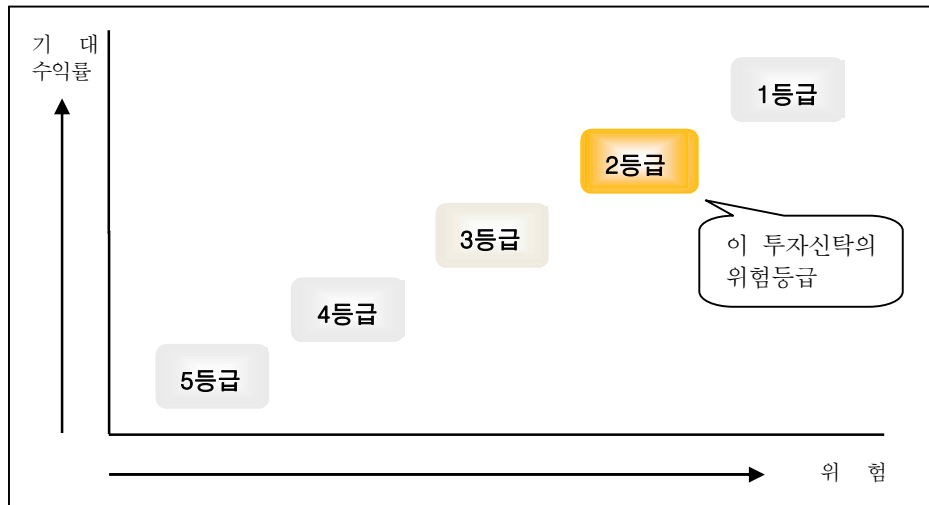 기 대
수익률
1등급
2등급
3등급
이 투자신탁의
위험등급
4등급
5등급
위 험